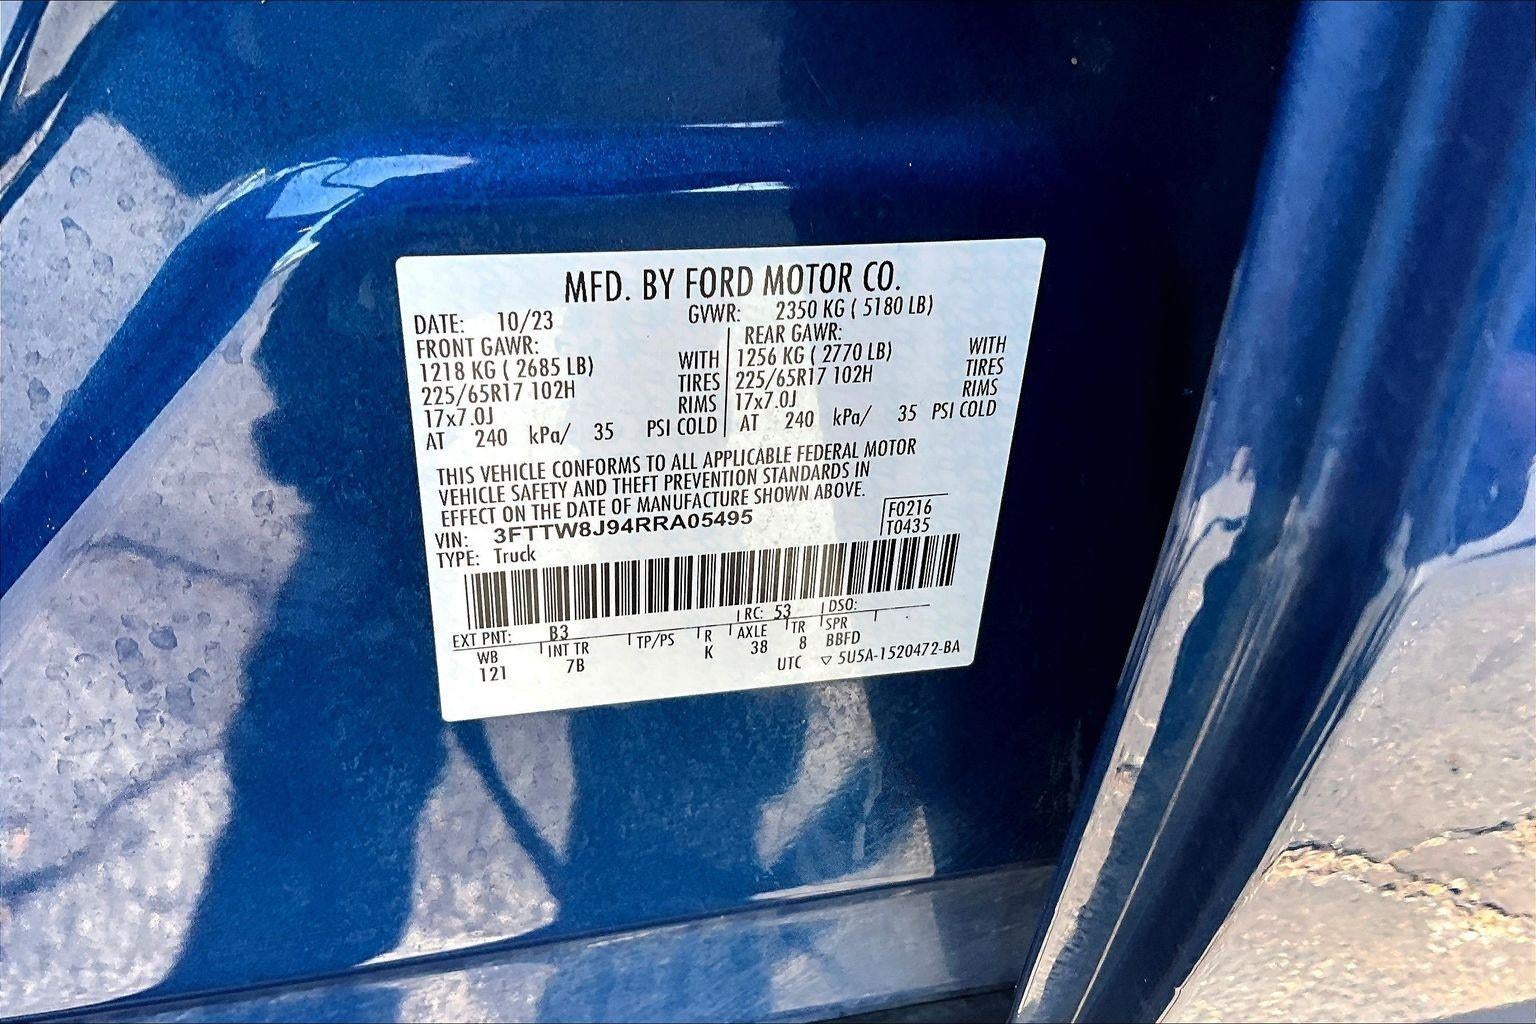 MFD. BY FORD MOTOR CO.
DATE: 10/23 GVWR: 2350 KG ( 5180 LB)
FRONT GAWR: REAR GAWR:
1218 KG ( 2685 LB) WITH 1256 KG ( 2770 LB) WITH
225/65R17 102H TIRES 225/65R17 102H TIRES
17x7.0J RIMS 17x7.0J RIMS
AT 240 kPa/ 35 PSI COLD AT 240 kPa/ 35 PSI COLD
THIS VEHICLE CONFORMS TO ALL APPLICABLE FEDERAL MOTOR
VEHICLE SAFETY AND THEFT PREVENTION STANDARDS IN
EFFECT ON THE DATE OF MANUFACTURE SHOWN ABOVE.
VIN: 3FTTW8J94RRA05495 F0216
TYPE: Truck T0435
EXT PNT: B3 RC: 53 DSO:
WB INT TR TP/PS R AXLE TR SPR
121 7B K 38 8 BBFD
UTC ▽ 5U5A-1520472-BA